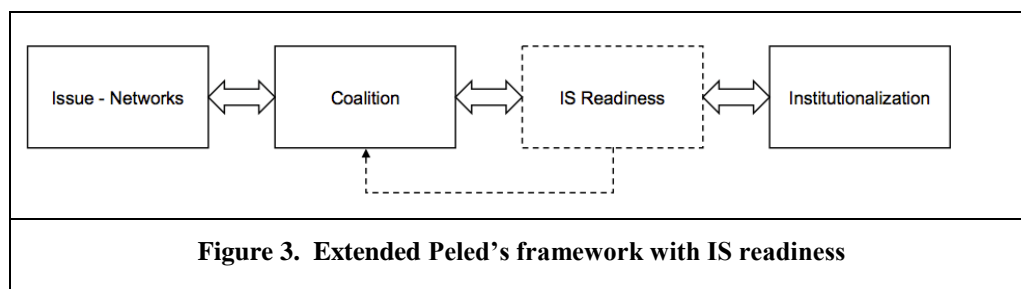 Issue - Networks
Coalition
IS Readiness
Institutionalization
Figure 3.  Extended Peled’s framework with IS readiness